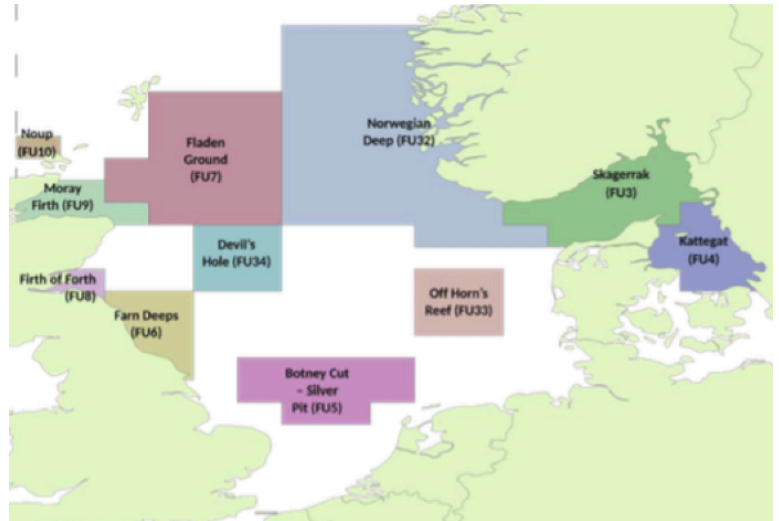 Noup
(FU10)
Fladen
Ground
(FU7)
Norwegian
Deep (FU32)
Moray
Firth (FU9)
Skagerrak
(FU3)
Devil's
Hole (FU34)
Kattegat
(FU4)
Firth of Forth
(FU8)
Farn Deeps
(FU6)
Off Horn's
Reef (FU33)
Botney Cut
– Silver
Pit (FU5)